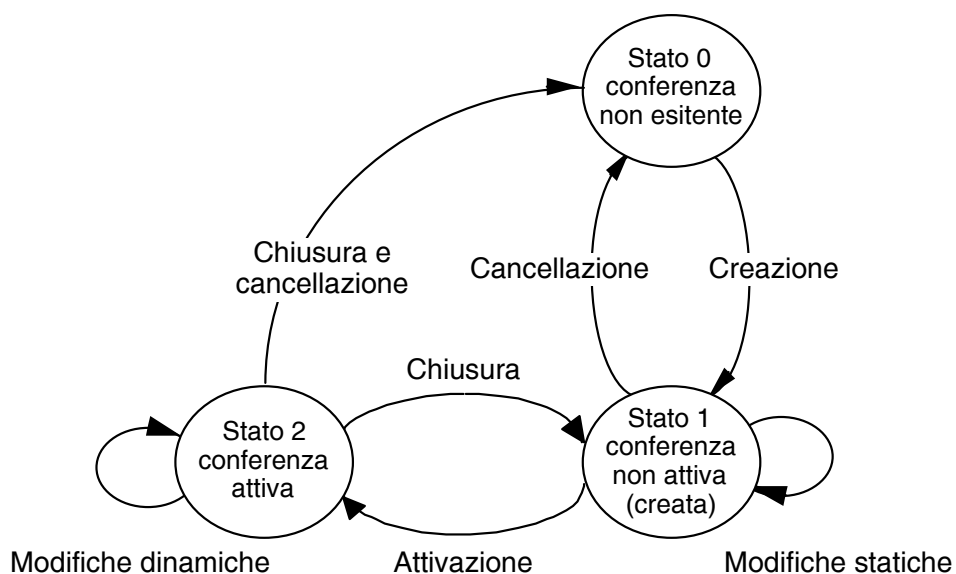 Stato 0
conferenza
non esitente
Chiusura e
cancellazione
Cancellazione
Creazione
Chiusura
Stato 2
conferenza
attiva
Stato 1
conferenza
non attiva
(creata)
Modifiche dinamiche
Attivazione
Modifiche statiche